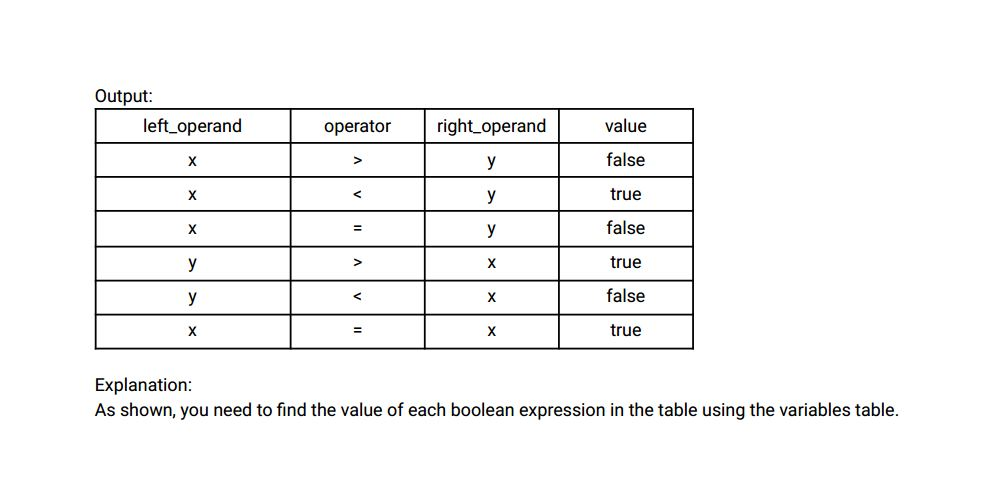 Output:
left_operand operator right_operand value
x > y false
x < y true
x = y false
y > x true
y < x false
x = x true
Explanation:
As shown, you need to find the value of each boolean expression in the table using the variables table.